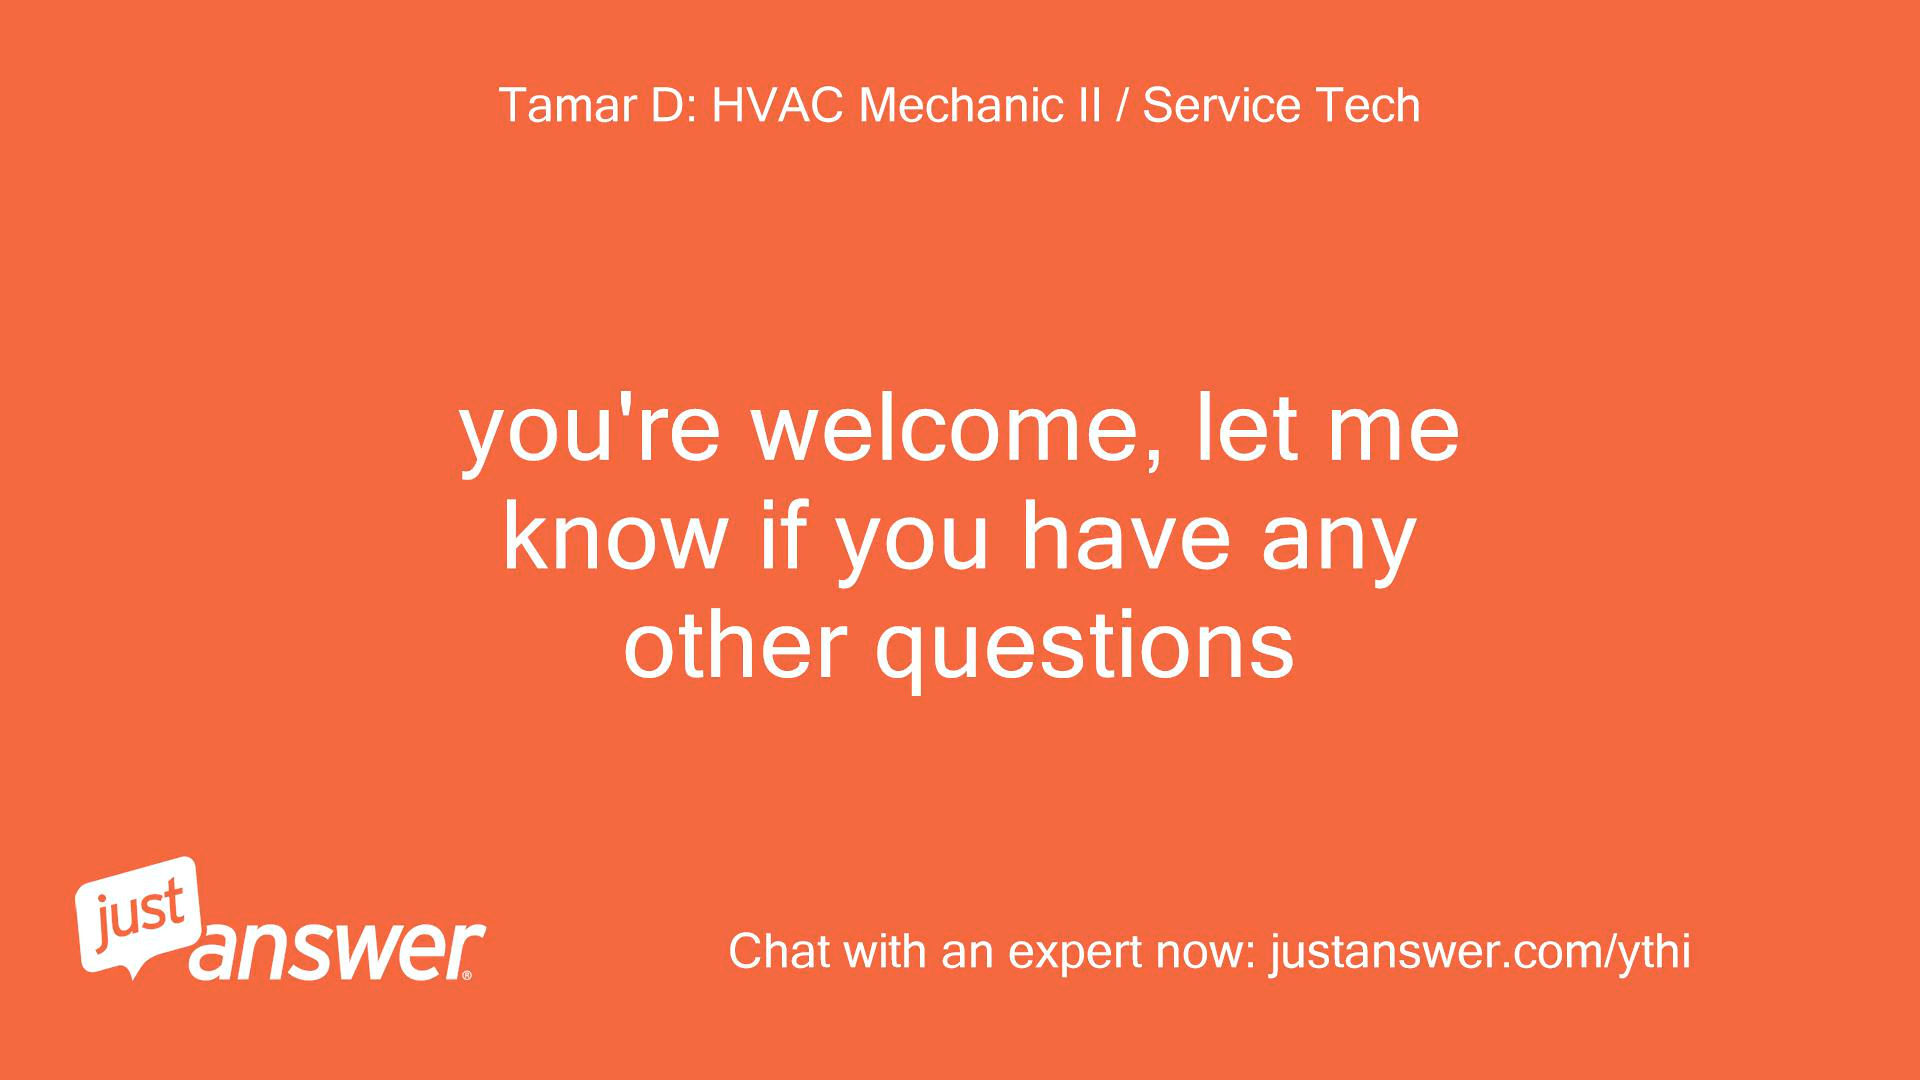 Tamar D: HVAC Mechanic II / Service Tech
you're welcome, let me
know if you have any
other questions
just
answer®
Chat with an expert now: justanswer.com/ythi